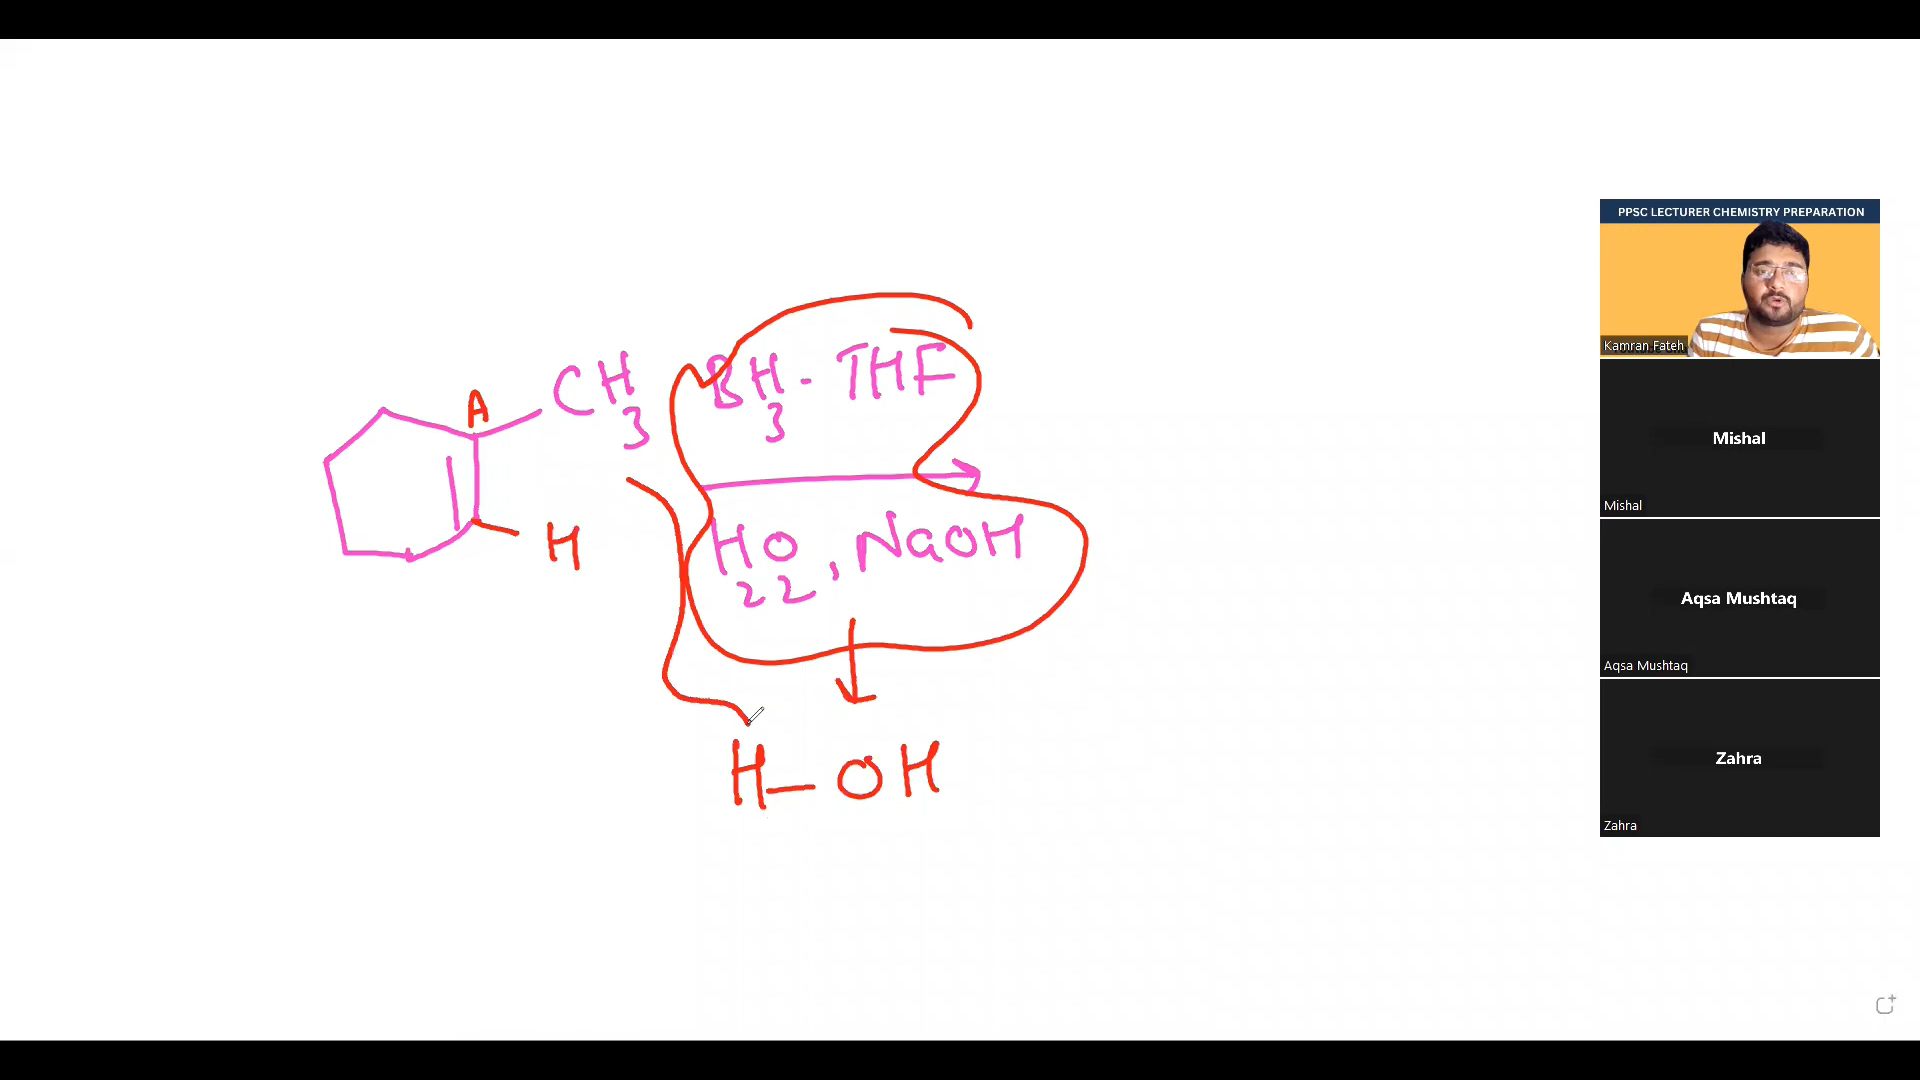 PPSC LECTURER CHEMISTRY PREPARATION
Kamran Fateh
BH3 - THF
CH3
A
Mishal
Mishal
H
H2O2, NaOH
Aqsa Mushtaq
Aqsa Mushtaq
H - OH
Zahra
Zahra